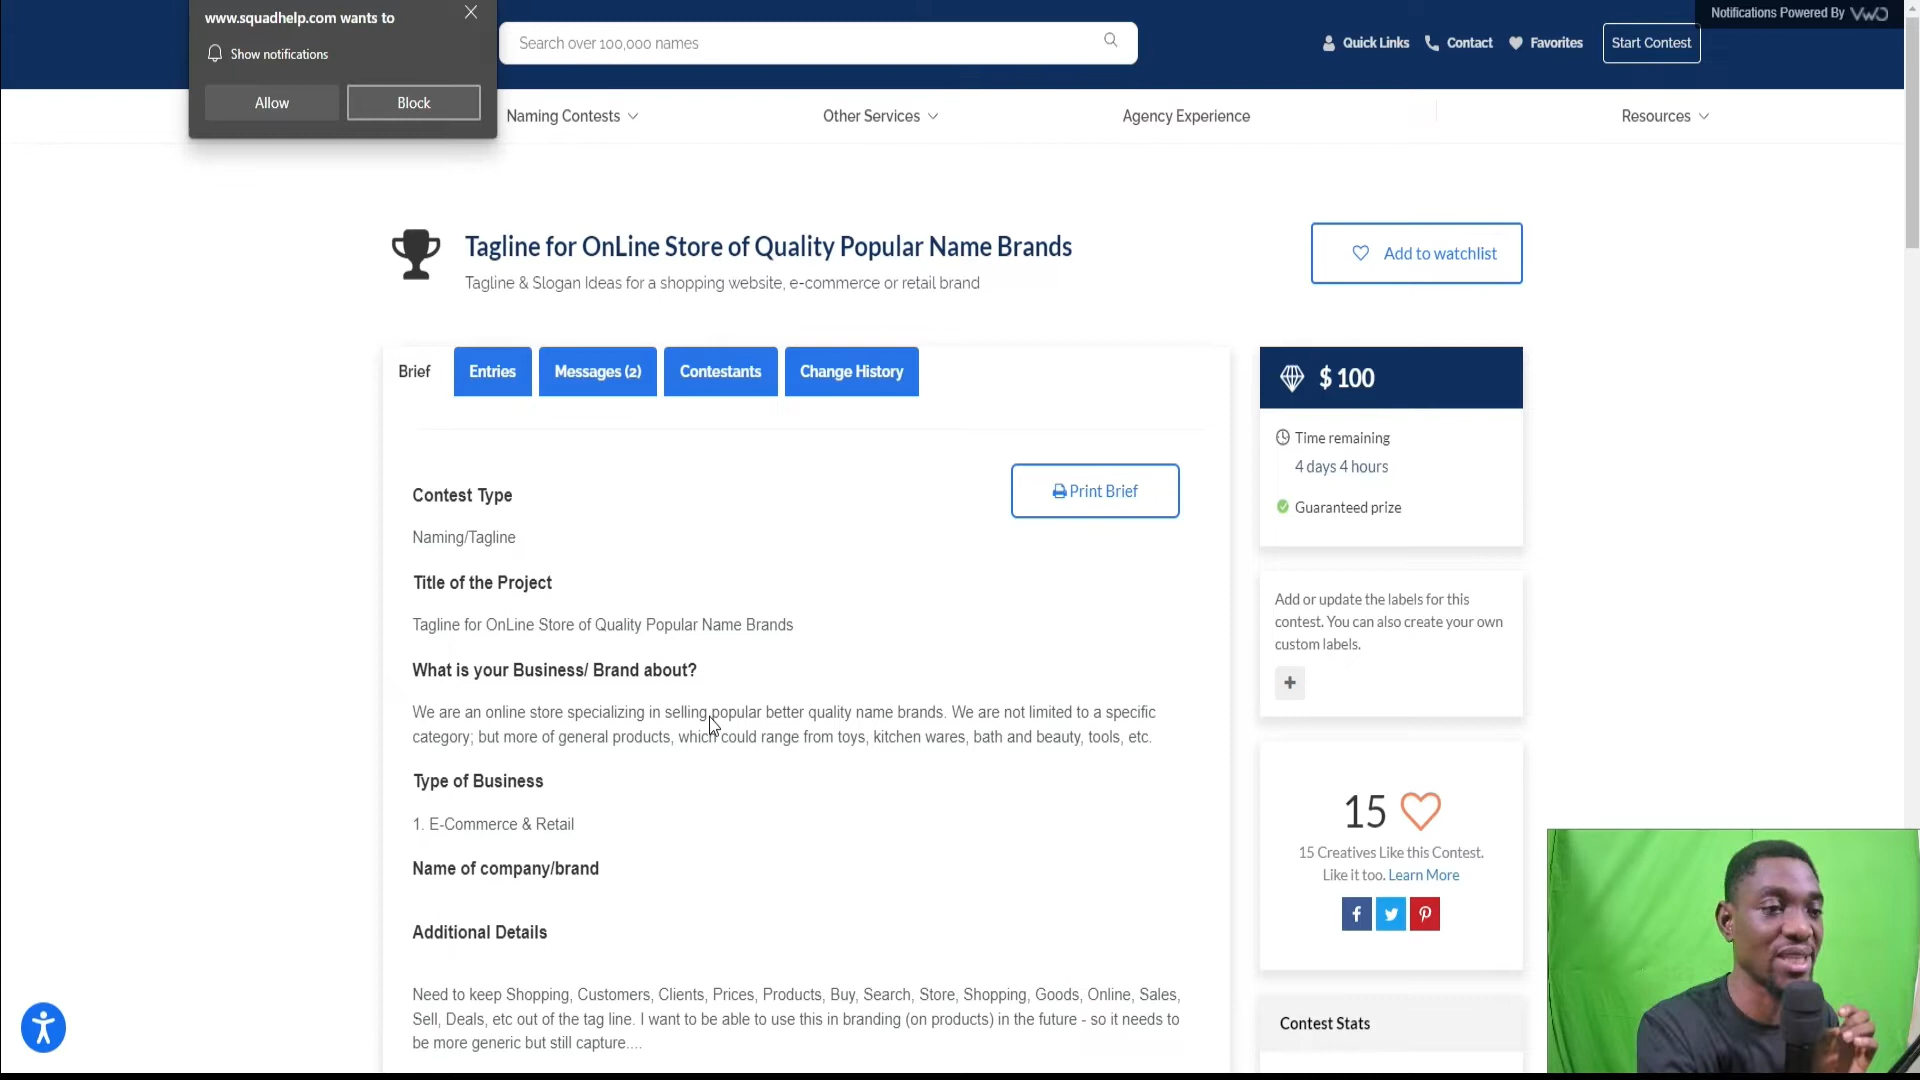 www.squadhelp.com wants to
Show notifications
Allow
Block
Search over 100,000 names
Quick Links
Contact
Favorites
Start Contest
Notifications Powered By VWO
Naming Contests
Other Services
Agency Experience
Resources
Tagline for OnLine Store of Quality Popular Name Brands
Tagline & Slogan Ideas for a shopping website, e-commerce or retail brand
Add to watchlist
Brief
Entries
Messages (2)
Contestants
Change History
Print Brief
Contest Type
Naming/Tagline
Title of the Project
Tagline for OnLine Store of Quality Popular Name Brands
What is your Business/ Brand about?
We are an online store specializing in selling popular better quality name brands. We are not limited to a specific
category; but more of general products, which could range from toys, kitchen wares, bath and beauty, tools, etc.
Type of Business
1. E-Commerce & Retail
Name of company/brand
Additional Details
Need to keep Shopping, Customers, Clients, Prices, Products, Buy, Search, Store, Shopping, Goods, Online, Sales,
Sell, Deals, etc out of the tag line. I want to be able to use this in branding (on products) in the future - so it needs to
be more generic but still capture....
$ 100
Time remaining
4 days 4 hours
Guaranteed prize
Add or update the labels for this
contest. You can also create your own
custom labels.
15
15 Creatives Like this Contest.
Like it too. Learn More
Contest Stats